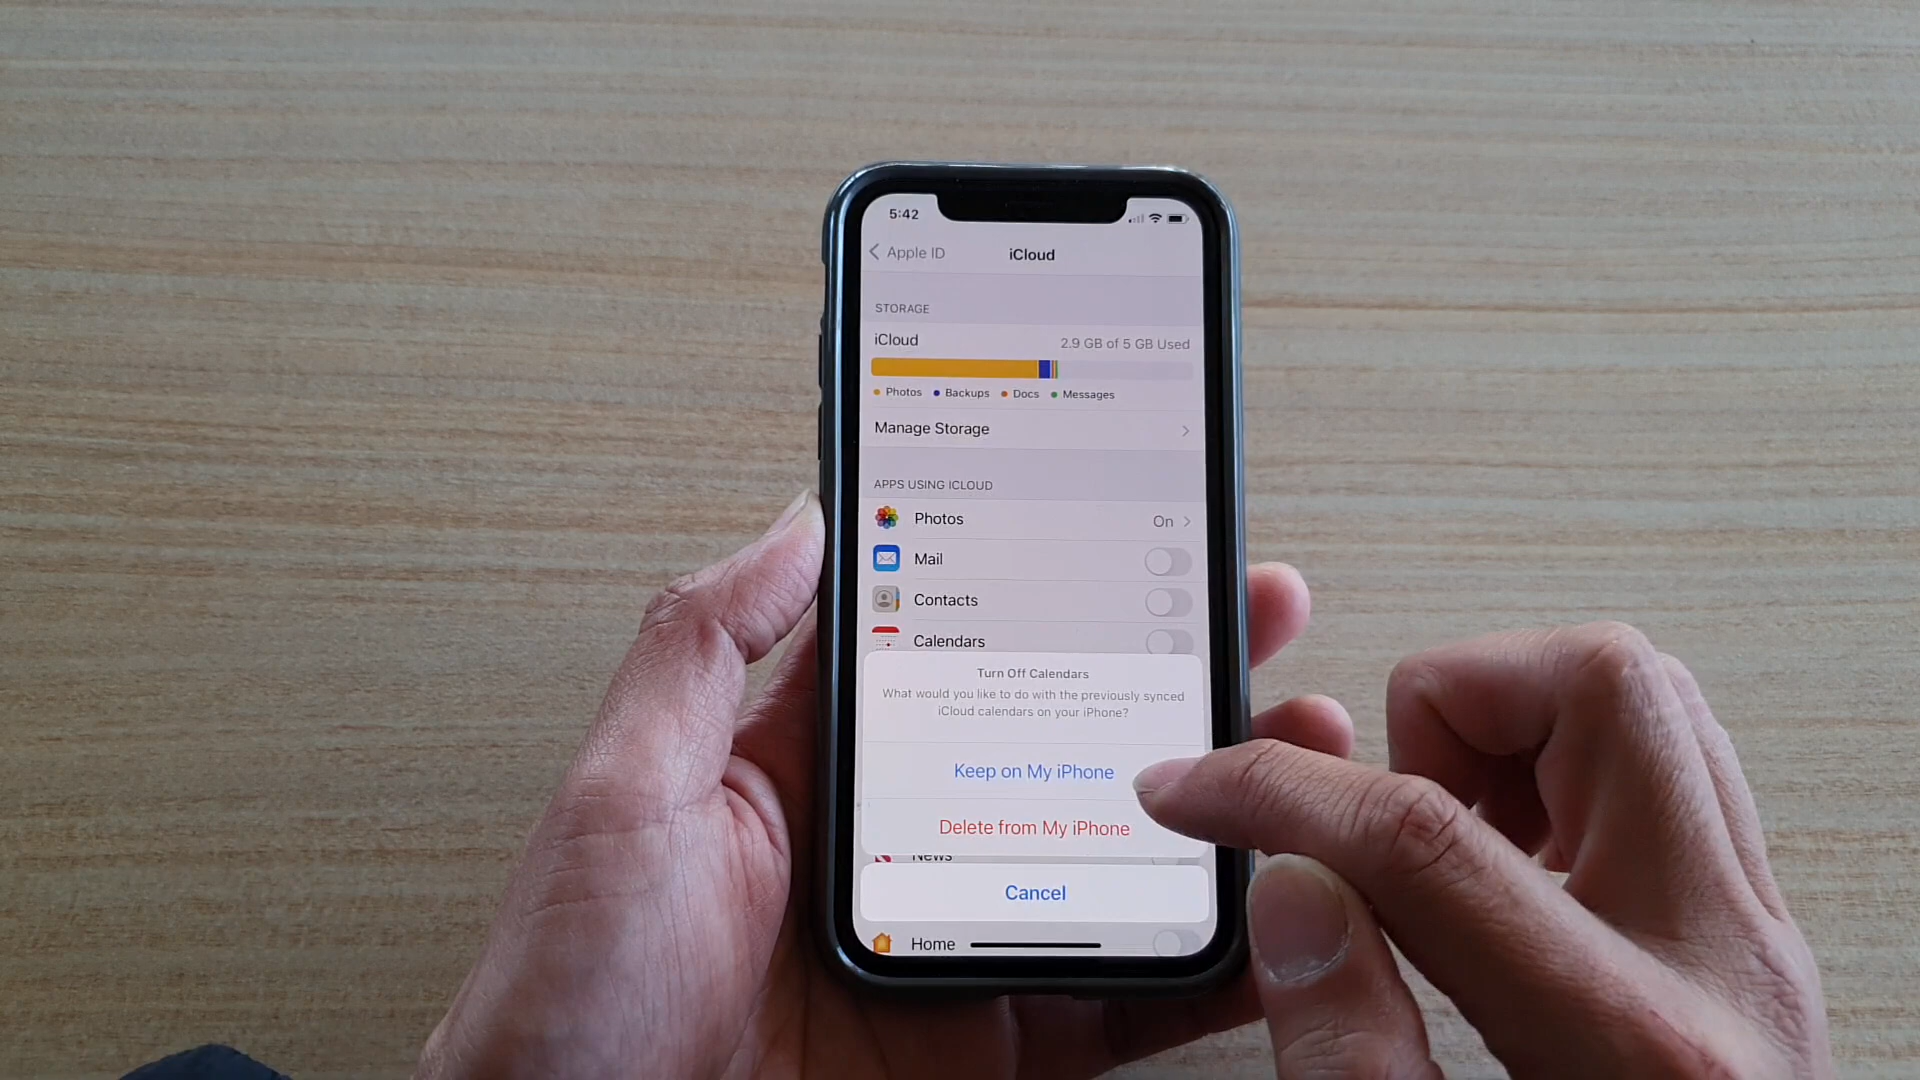 5:42
Apple ID
iCloud
STORAGE
iCloud
2.9 GB of 5 GB Used
Photos Backups Docs Messages
Manage Storage
APPS USING ICLOUD
Photos
On
Mail
Contacts
Calendars
Turn Off Calendars
What would you like to do with the previously synced
iCloud calendars on your iPhone?
Keep on My iPhone
Delete from My iPhone
News
Cancel
Home